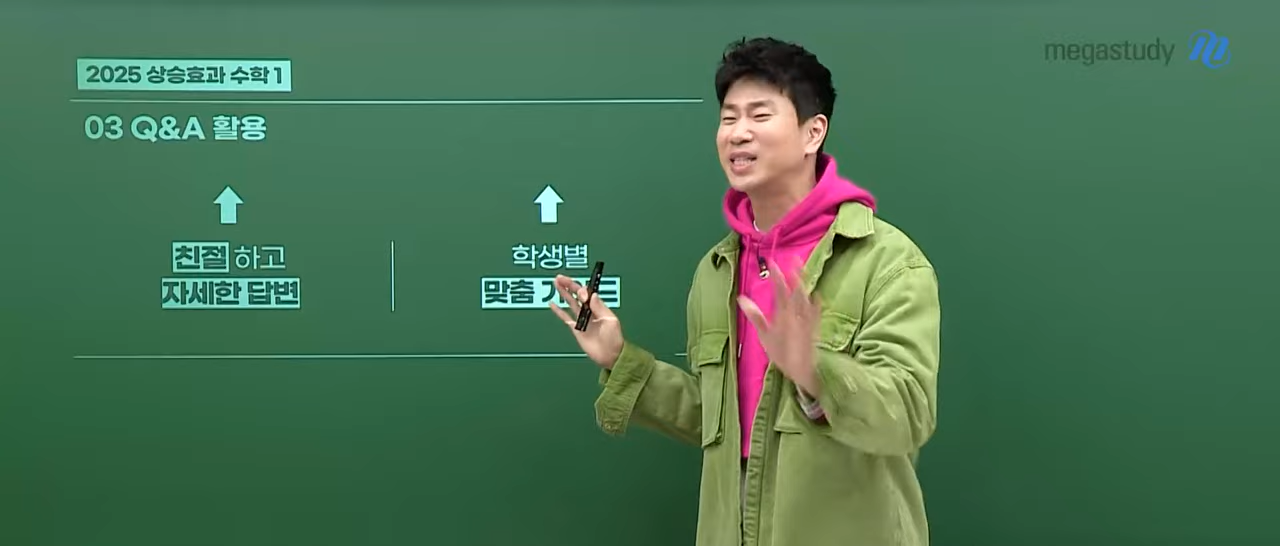 megastudy
2025 상승효과 수학 1
03 Q&A 활용
친절 하고
자세한 답변
학생별
맞춤